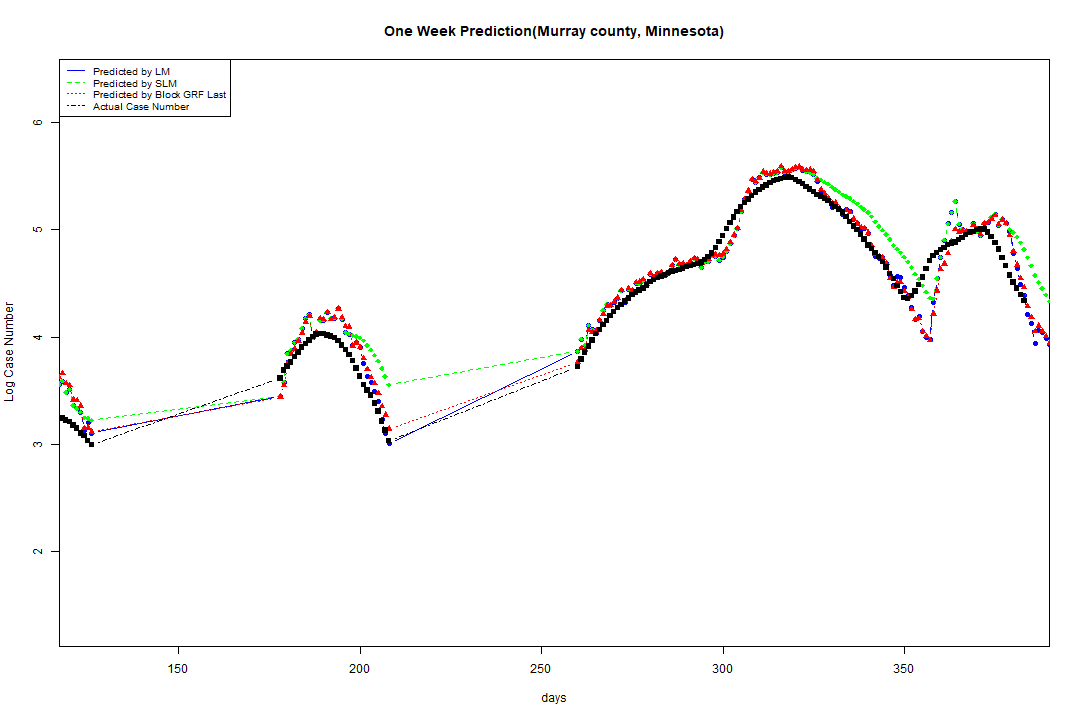 One Week Prediction(Murray county, Minnesota)
Predicted by LM
Predicted by SLM
Predicted by Block GRF Last
Actual Case Number
6
5
4
3
2
Log Case Number
150 200 250 300 350
days